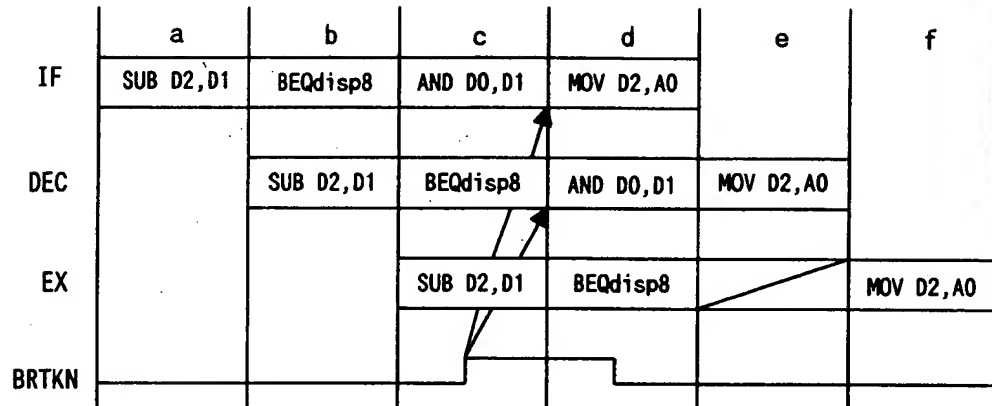 a b c d e f
IF SUB D2,D1 BEQdisp8 AND D0,D1 MOV D2,A0
DEC SUB D2,D1 BEQdisp8 AND D0,D1 MOV D2,A0
EX SUB D2,D1 BEQdisp8 MOV D2,A0
BRTKN